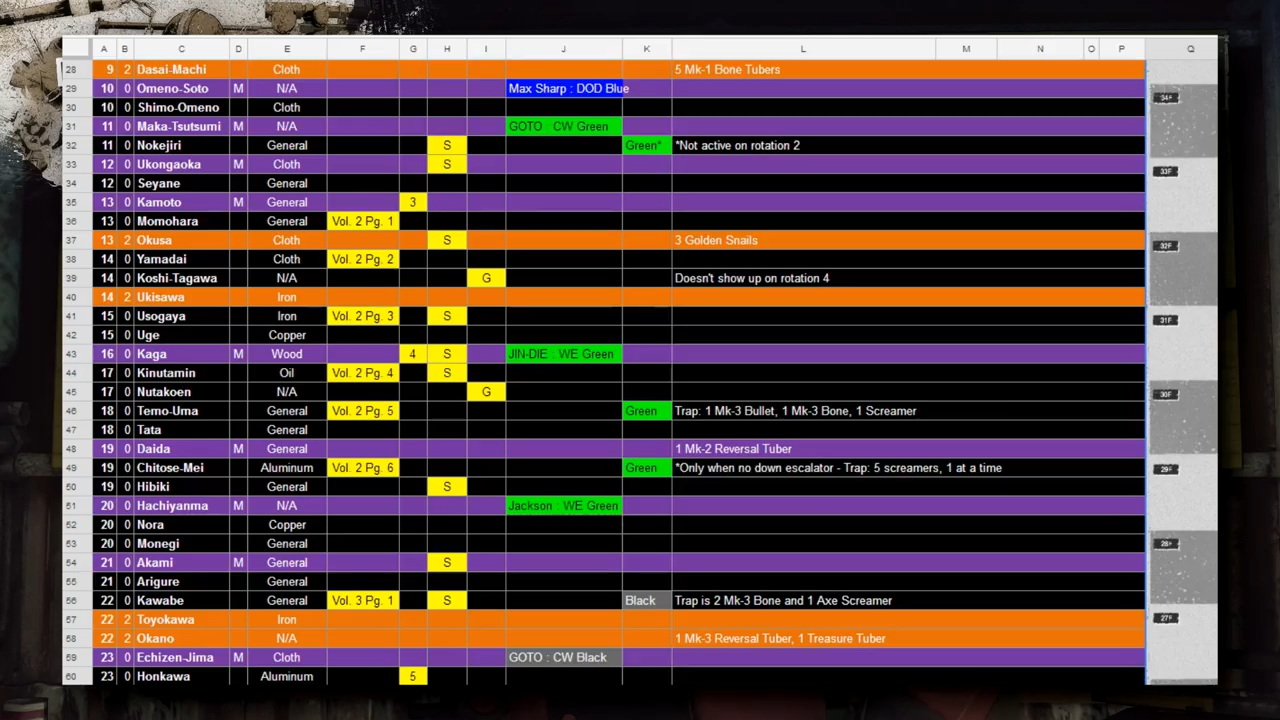 A B C D E F G H I J K L M N O P Q
28 9 2 Dasai-Machi Cloth 5 Mk-1 Bone Tubers
29 10 0 Omeno-Soto M N/A Max Sharp : DOD Blue
30 10 0 Shimo-Omeno Cloth
31 11 0 Maka-Tsutsumi M N/A GOTO : CW Green
32 11 0 Nokejiri General S Green* *Not active on rotation 2
33 12 0 Ukongaoka M Cloth S
34 12 0 Seyane General
35 13 0 Kamoto M General 3
36 13 0 Momohara General Vol. 2 Pg. 1
37 13 2 Okusa Cloth S 3 Golden Snails
38 14 0 Yamadai Cloth Vol. 2 Pg. 2
39 14 0 Koshi-Tagawa N/A G Doesn't show up on rotation 4
40 14 2 Ukisawa Iron
41 15 0 Usogaya Iron Vol. 2 Pg. 3 S
42 15 0 Uge Copper
43 16 0 Kaga M Wood 4 S JIN-DIE : WE Green
44 17 0 Kinutamin Oil Vol. 2 Pg. 4 S
45 17 0 Nutakoen N/A G
46 18 0 Temo-Uma General Vol. 2 Pg. 5 Green Trap: 1 Mk-3 Bullet, 1 Mk-3 Bone, 1 Screamer
47 18 0 Tata General
48 19 0 Daida M General 1 Mk-2 Reversal Tuber
49 19 0 Chitose-Mei Aluminum Vol. 2 Pg. 6 Green *Only when no down escalator - Trap: 5 screamers, 1 at a time
50 19 0 Hibiki General S
51 20 0 Hachiyanma M N/A Jackson : WE Green
52 20 0 Nora Copper
53 20 0 Monegi General
54 21 0 Akami M General S
55 21 0 Arigure General
56 22 0 Kawabe General Vol. 3 Pg. 1 S Black Trap is 2 Mk-3 Bone and 1 Axe Screamer
57 22 2 Toyokawa Iron
58 22 2 Okano N/A 1 Mk-3 Reversal Tuber, 1 Treasure Tuber
59 23 0 Echizen-Jima M Cloth GOTO : CW Black
60 23 0 Honkawa Aluminum 5
34F
33F
32F
31F
30F
29F
28F
27F